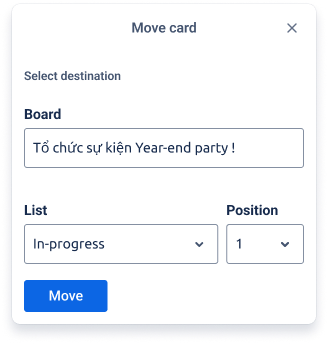 Move card
Select destination
Board
Tổ chức sự kiện Year-end party !
List
Position
In-progress
1
Move